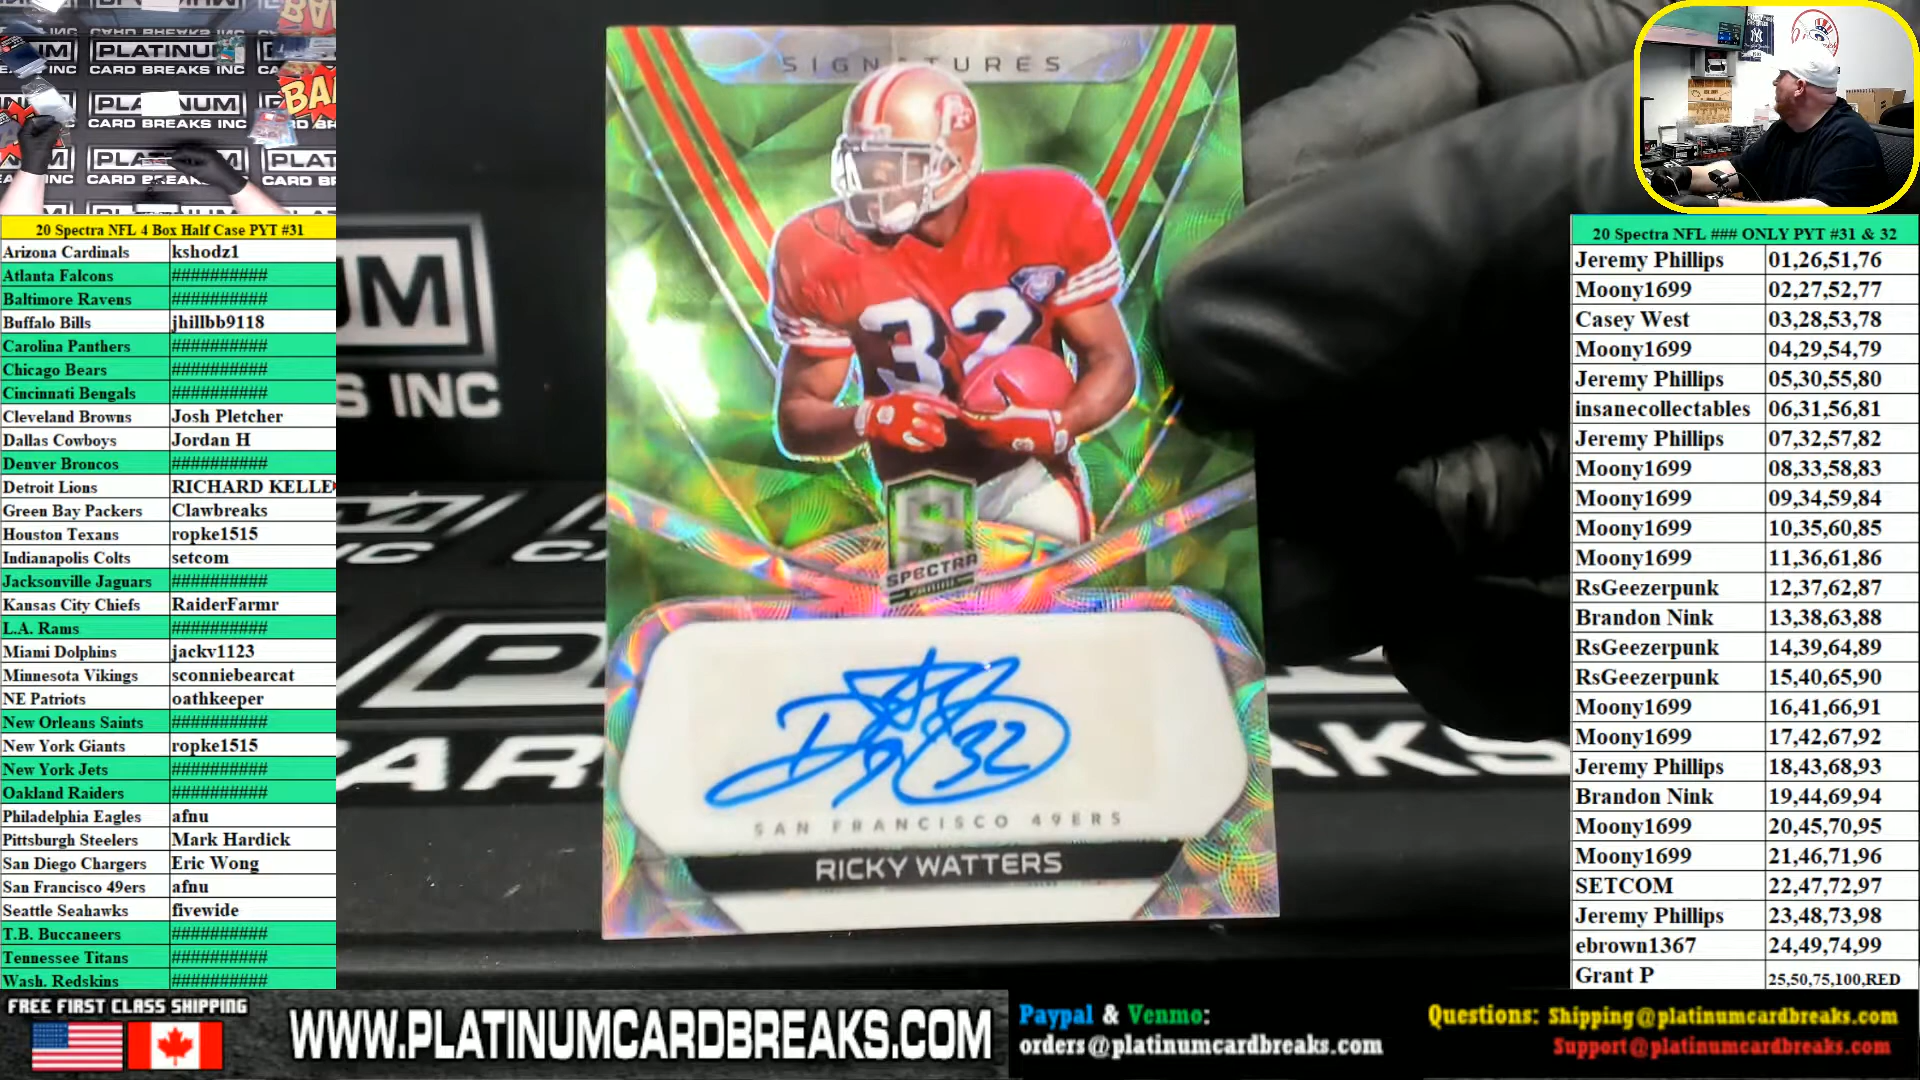 PLATINUM
CARD BREAKS INC
20 Spectra NFL 4 Box Half Case PYT #31
Arizona Cardinals kshodz1
Atlanta Falcons ##########
Baltimore Ravens ##########
Buffalo Bills jhillbb9118
Carolina Panthers ##########
Chicago Bears ##########
Cincinnati Bengals ##########
Cleveland Browns Josh Pletcher
Dallas Cowboys Jordan H
Denver Broncos ##########
Detroit Lions RICHARD KELLE
Green Bay Packers Clawbreaks
Houston Texans ropke1515
Indianapolis Colts setcom
Jacksonville Jaguars ##########
Kansas City Chiefs RaiderFarmr
L.A. Rams ##########
Miami Dolphins jackv1123
Minnesota Vikings sconniebearcat
NE Patriots oathkeeper
New Orleans Saints ##########
New York Giants ropke1515
New York Jets ##########
Oakland Raiders ##########
Philadelphia Eagles afnu
Pittsburgh Steelers Mark Hardick
San Diego Chargers Eric Wong
San Francisco 49ers afnu
Seattle Seahawks fivewide
T.B. Buccaneers ##########
Tennessee Titans ##########
Wash. Redskins ##########
SIGNATURES
32
SPECTRA
PANINI
32
SAN FRANCISCO 49ERS
RICKY WATTERS
20 Spectra NFL ### ONLY PYT #31 & 32
Jeremy Phillips 01,26,51,76
Moony1699 02,27,52,77
Casey West 03,28,53,78
Moony1699 04,29,54,79
Jeremy Phillips 05,30,55,80
insanecollectables 06,31,56,81
Jeremy Phillips 07,32,57,82
Moony1699 08,33,58,83
Moony1699 09,34,59,84
Moony1699 10,35,60,85
Moony1699 11,36,61,86
RsGeezerpunk 12,37,62,87
Brandon Nink 13,38,63,88
RsGeezerpunk 14,39,64,89
RsGeezerpunk 15,40,65,90
Moony1699 16,41,66,91
Moony1699 17,42,67,92
Jeremy Phillips 18,43,68,93
Brandon Nink 19,44,69,94
Moony1699 20,45,70,95
Moony1699 21,46,71,96
SETCOM 22,47,72,97
Jeremy Phillips 23,48,73,98
ebrown1367 24,49,74,99
Grant P 25,50,75,100,RED
FREE FIRST CLASS SHIPPING
WWW.PLATINUMCARDBREAKS.COM
Paypal & Venmo:
orders@platinumcardbreaks.com
Questions: Shipping@platinumcardbreaks.com
Support@platinumcardbreaks.com